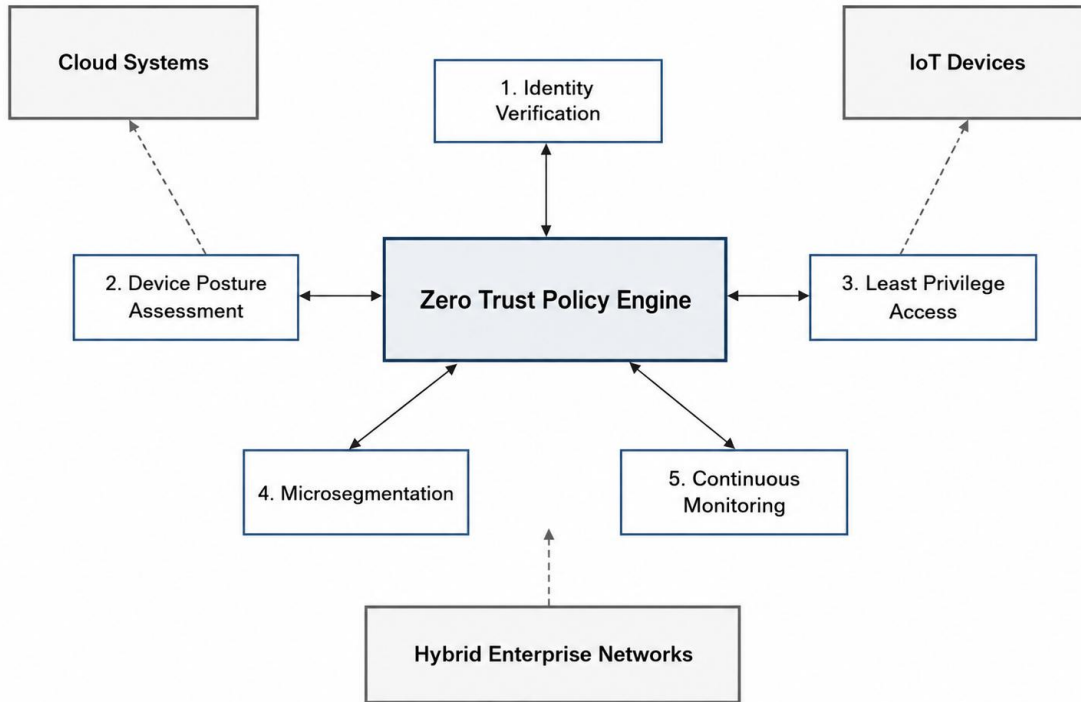 Cloud Systems
IoT Devices
1. Identity
Verification
2. Device Posture
Assessment
Zero Trust Policy Engine
3. Least Privilege
Access
4. Microsegmentation
5. Continuous
Monitoring
Hybrid Enterprise Networks